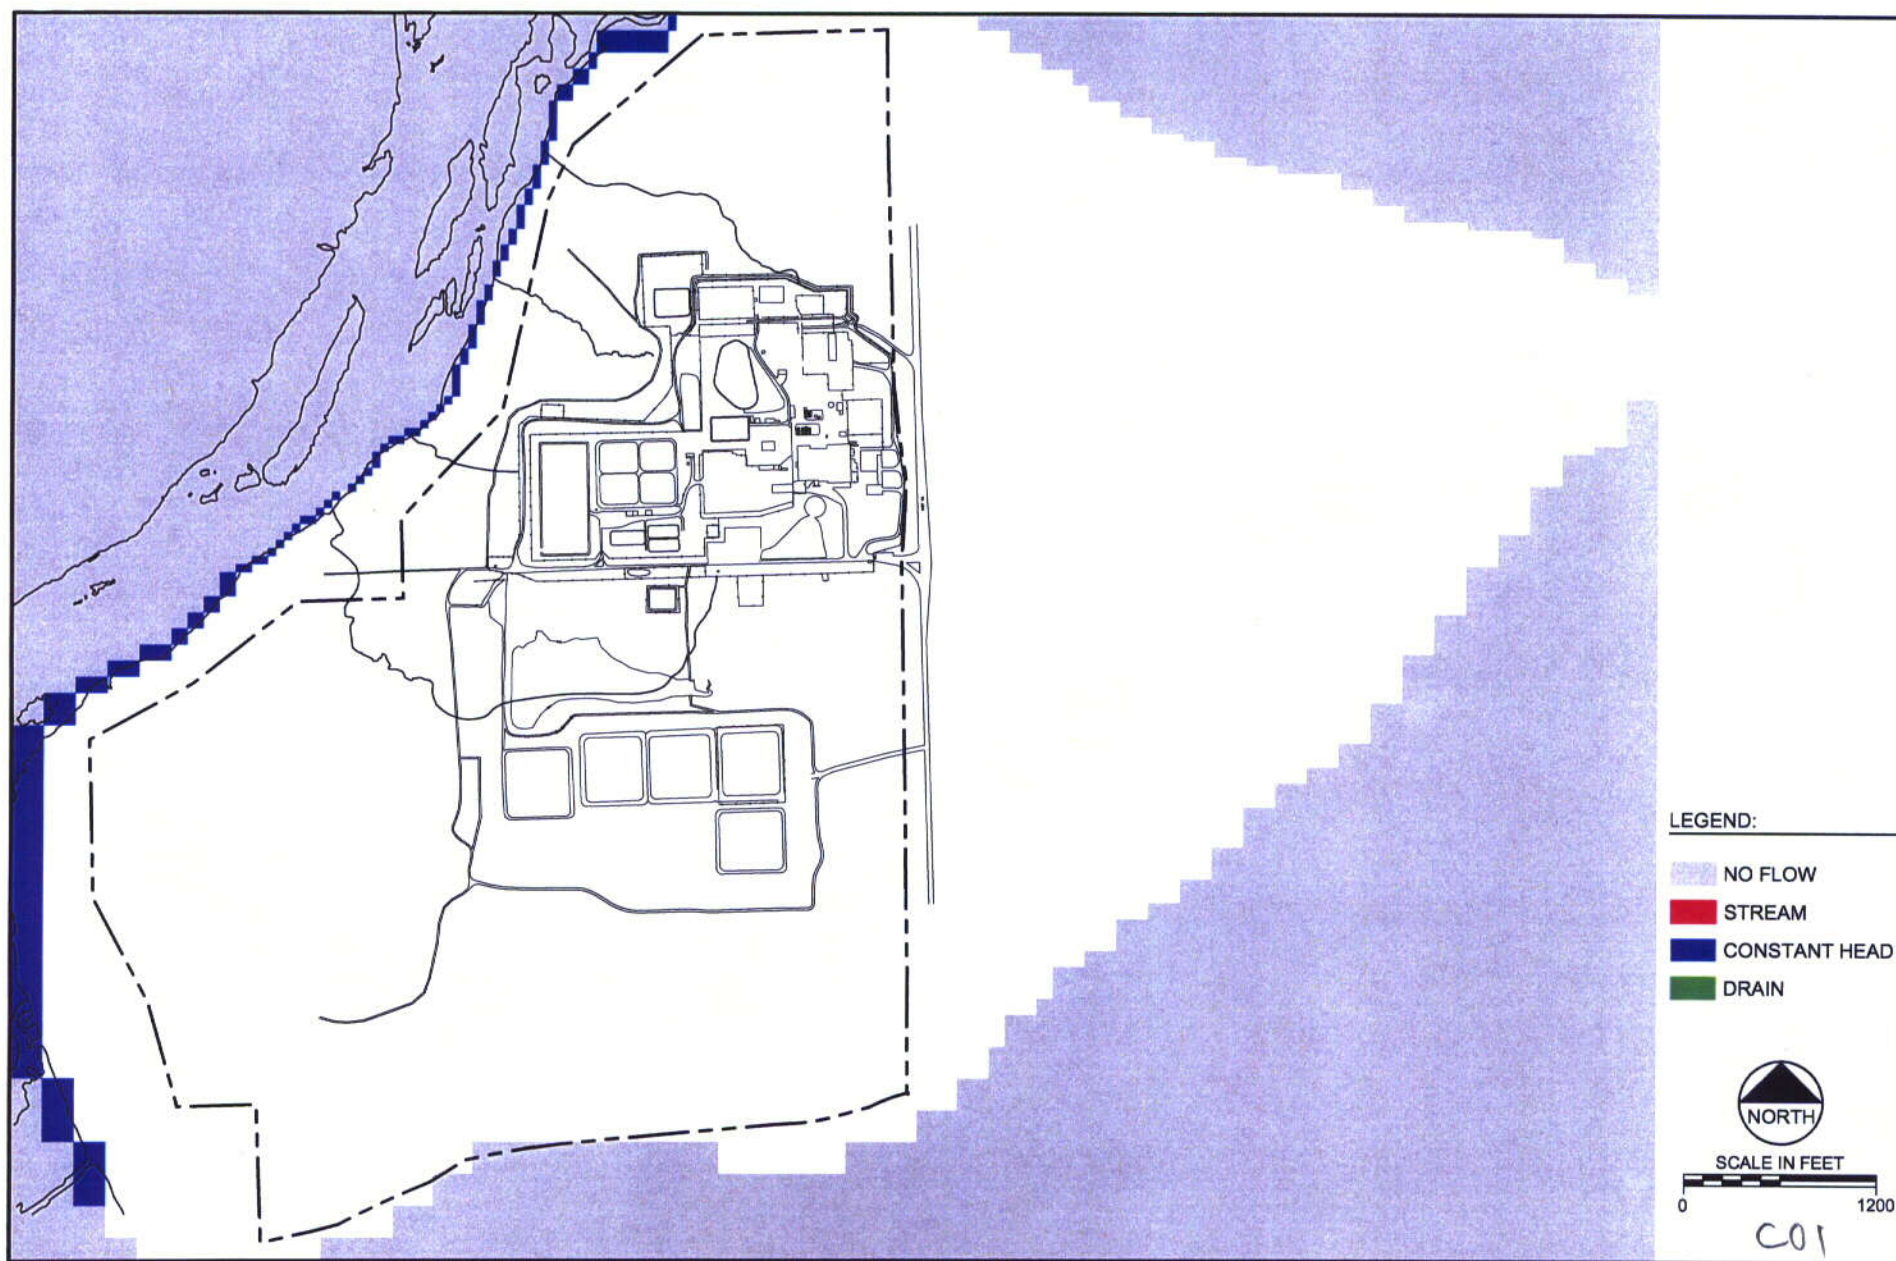 LEGEND:
NO FLOW
STREAM
CONSTANT HEAD
DRAIN
NORTH
SCALE IN FEET
0 1200
C01